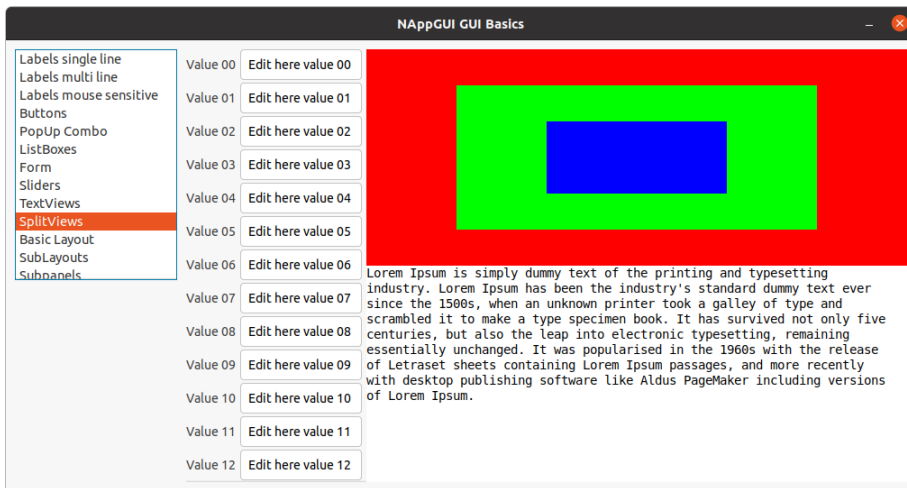 NAppGUI GUI Basics
Labels single line
Labels multi line
Labels mouse sensitive
Buttons
PopUp Combo
ListBoxes
Form
Sliders
TextViews
SplitViews
Basic Layout
SubLayouts
Subpanels
Value 00 Edit here value 00
Value 01 Edit here value 01
Value 02 Edit here value 02
Value 03 Edit here value 03
Value 04 Edit here value 04
Value 05 Edit here value 05
Value 06 Edit here value 06
Value 07 Edit here value 07
Value 08 Edit here value 08
Value 09 Edit here value 09
Value 10 Edit here value 10
Value 11 Edit here value 11
Value 12 Edit here value 12
Lorem Ipsum is simply dummy text of the printing and typesetting
industry. Lorem Ipsum has been the industry's standard dummy text ever
since the 1500s, when an unknown printer took a galley of type and
scrambled it to make a type specimen book. It has survived not only five
centuries, but also the leap into electronic typesetting, remaining
essentially unchanged. It was popularised in the 1960s with the release
of Letraset sheets containing Lorem Ipsum passages, and more recently
with desktop publishing software like Aldus PageMaker including versions
of Lorem Ipsum.